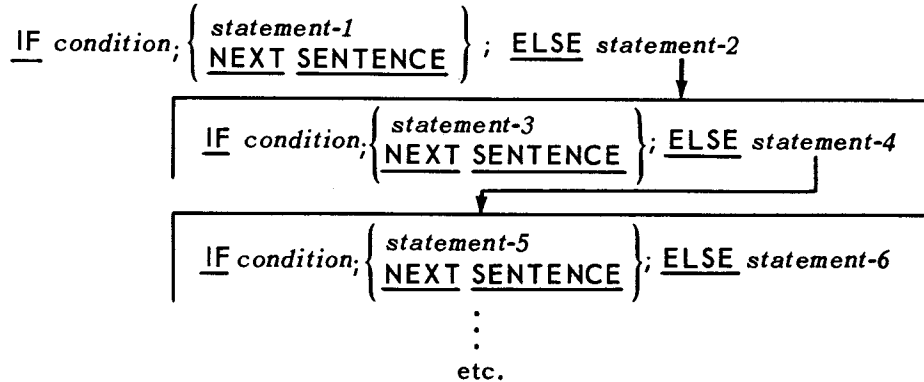 IF condition; { statement-1
NEXT SENTENCE } ; ELSE statement-2
IF condition; { statement-3
NEXT SENTENCE } ; ELSE statement-4
IF condition; { statement-5
NEXT SENTENCE } ; ELSE statement-6
.
.
.
etc.